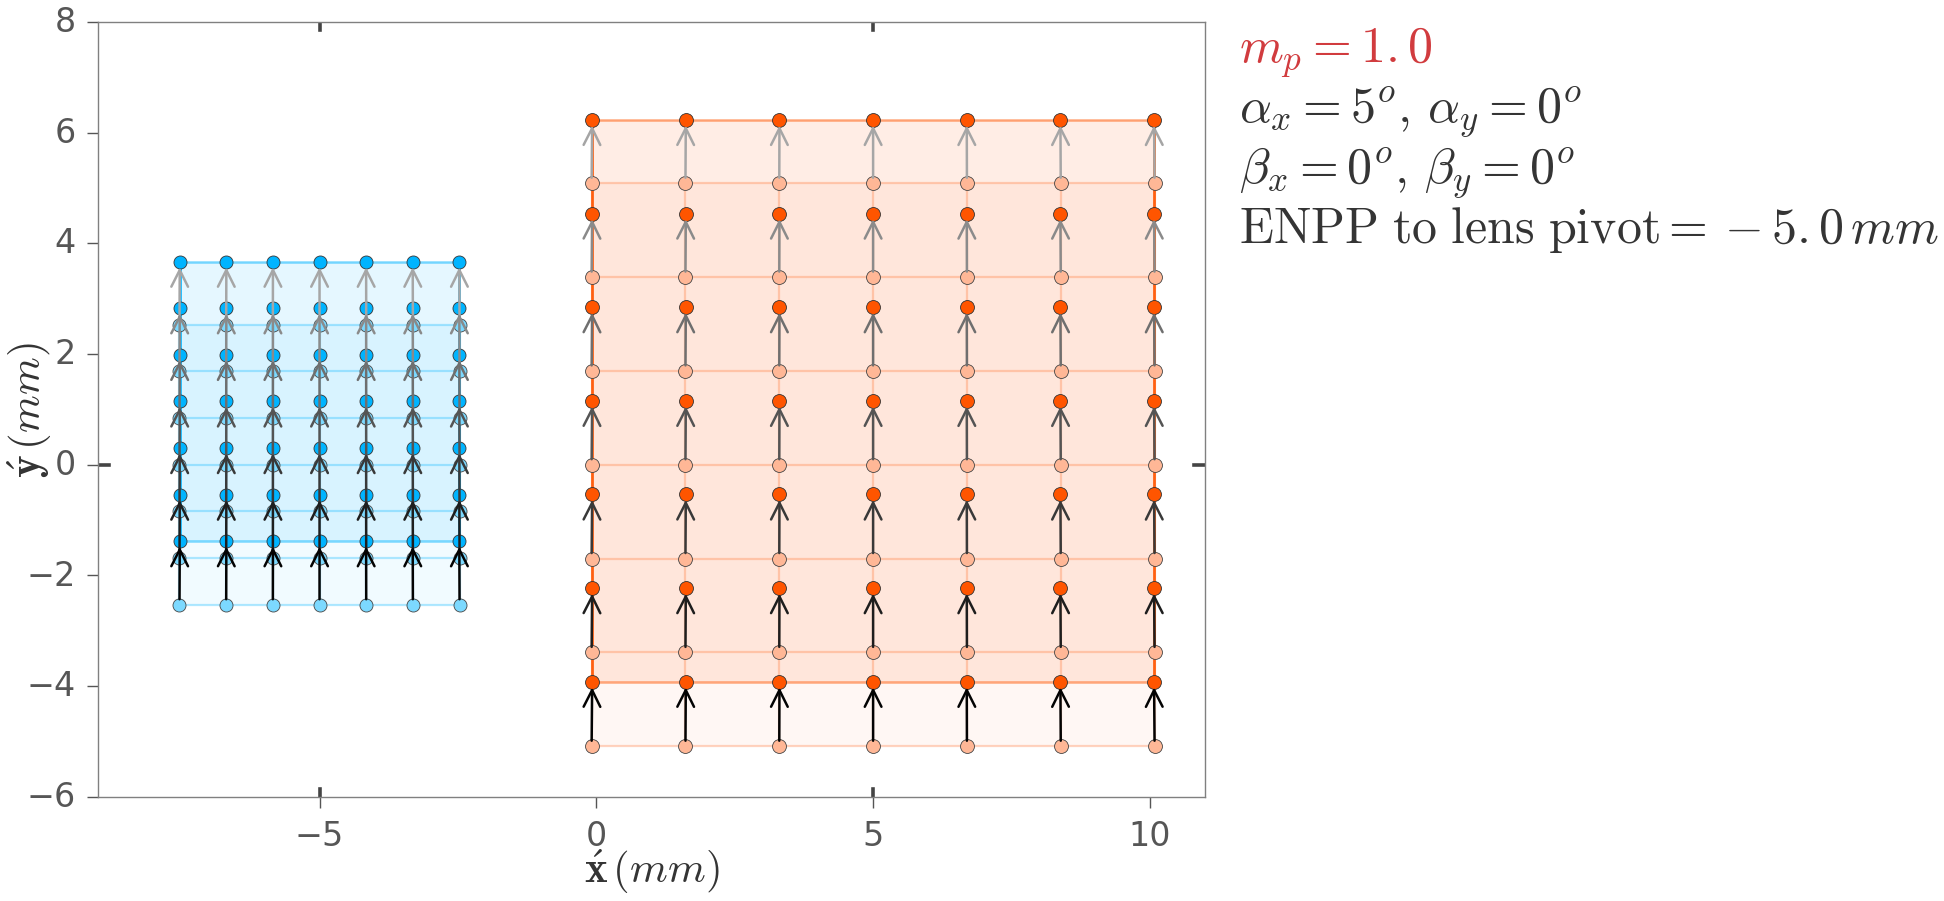 8
6
4
2
0
−2
−4
−6
ý (mm)
−5 0 5 10
x́ (mm)
m_p = 1.0
α_x = 5°, α_y = 0°
β_x = 0°, β_y = 0°
ENPP to lens pivot = −5.0 mm